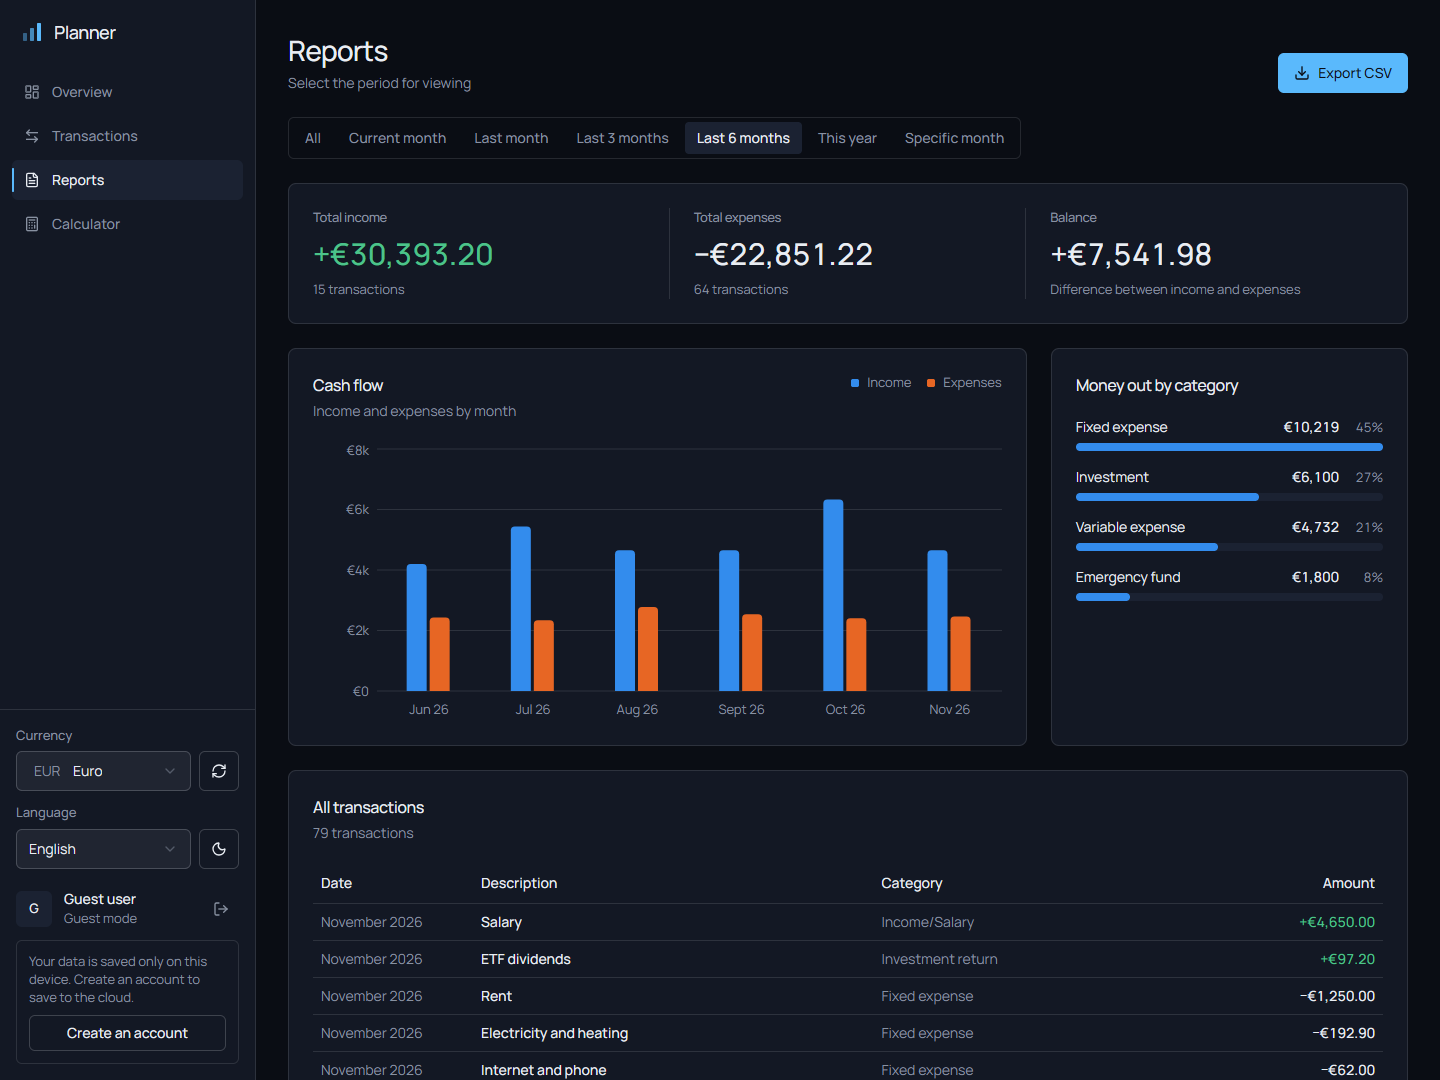 Planner
Overview
Transactions
Reports
Calculator
Currency
EUR Euro
Language
English
G
Guest user
Guest mode
Your data is saved only on this
device. Create an account to
save to the cloud.
Create an account
Reports
Select the period for viewing
Export CSV
All Current month Last month Last 3 months Last 6 months This year Specific month
Total income
+€30,393.20
15 transactions
Total expenses
−€22,851.22
64 transactions
Balance
+€7,541.98
Difference between income and expenses
Cash flow
Income and expenses by month
Income Expenses
€8k
€6k
€4k
€2k
€0
Jun 26 Jul 26 Aug 26 Sept 26 Oct 26 Nov 26
Money out by category
Fixed expense €10,219 45%
Investment €6,100 27%
Variable expense €4,732 21%
Emergency fund €1,800 8%
All transactions
79 transactions
Date Description Category Amount
November 2026 Salary Income/Salary +€4,650.00
November 2026 ETF dividends Investment return +€97.20
November 2026 Rent Fixed expense −€1,250.00
November 2026 Electricity and heating Fixed expense −€192.90
November 2026 Internet and phone Fixed expense −€62.00